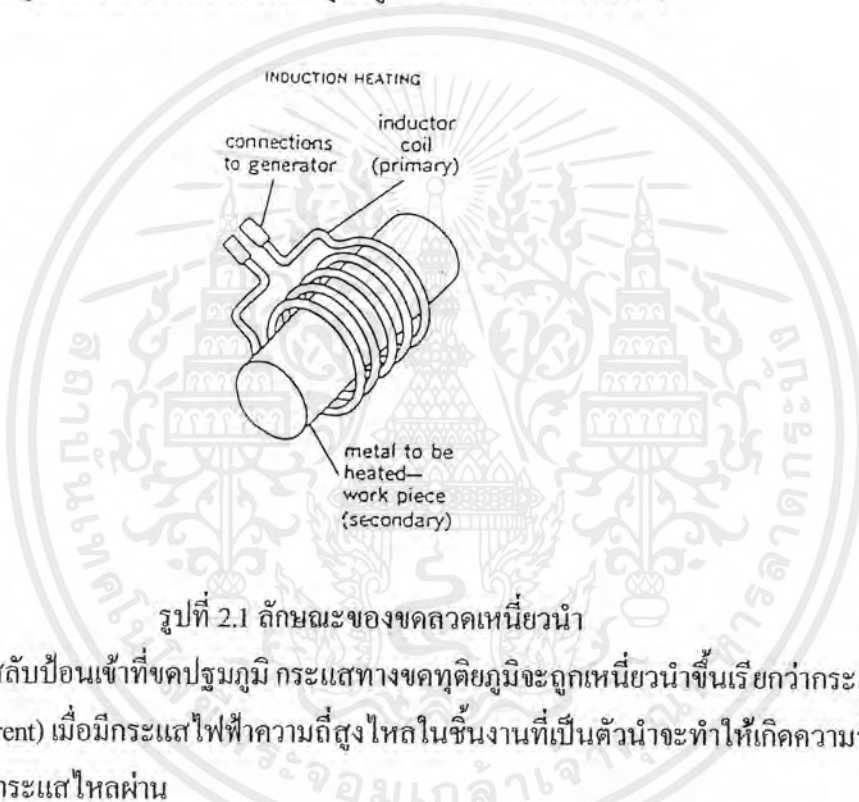 INDUCTION HEATING
inductor
connections
coil
to generator
(primary)
metal to be
heated—
work piece
(secondary)
รูปที่ 2.1 ลักษณะของขดลวดเหนี่ยวนำ
สลับป้อนเข้าที่ขดปฐมภูมิ กระแสทางขดทุติยภูมิจะถูกเหนี่ยวนำขึ้นเรียกว่ากระแ
rent) เมื่อมีกระแสไฟฟ้าความถี่สูงไหลในชิ้นงานที่เป็นตัวนำจะทำให้เกิดความร
กระแสไหลผ่าน